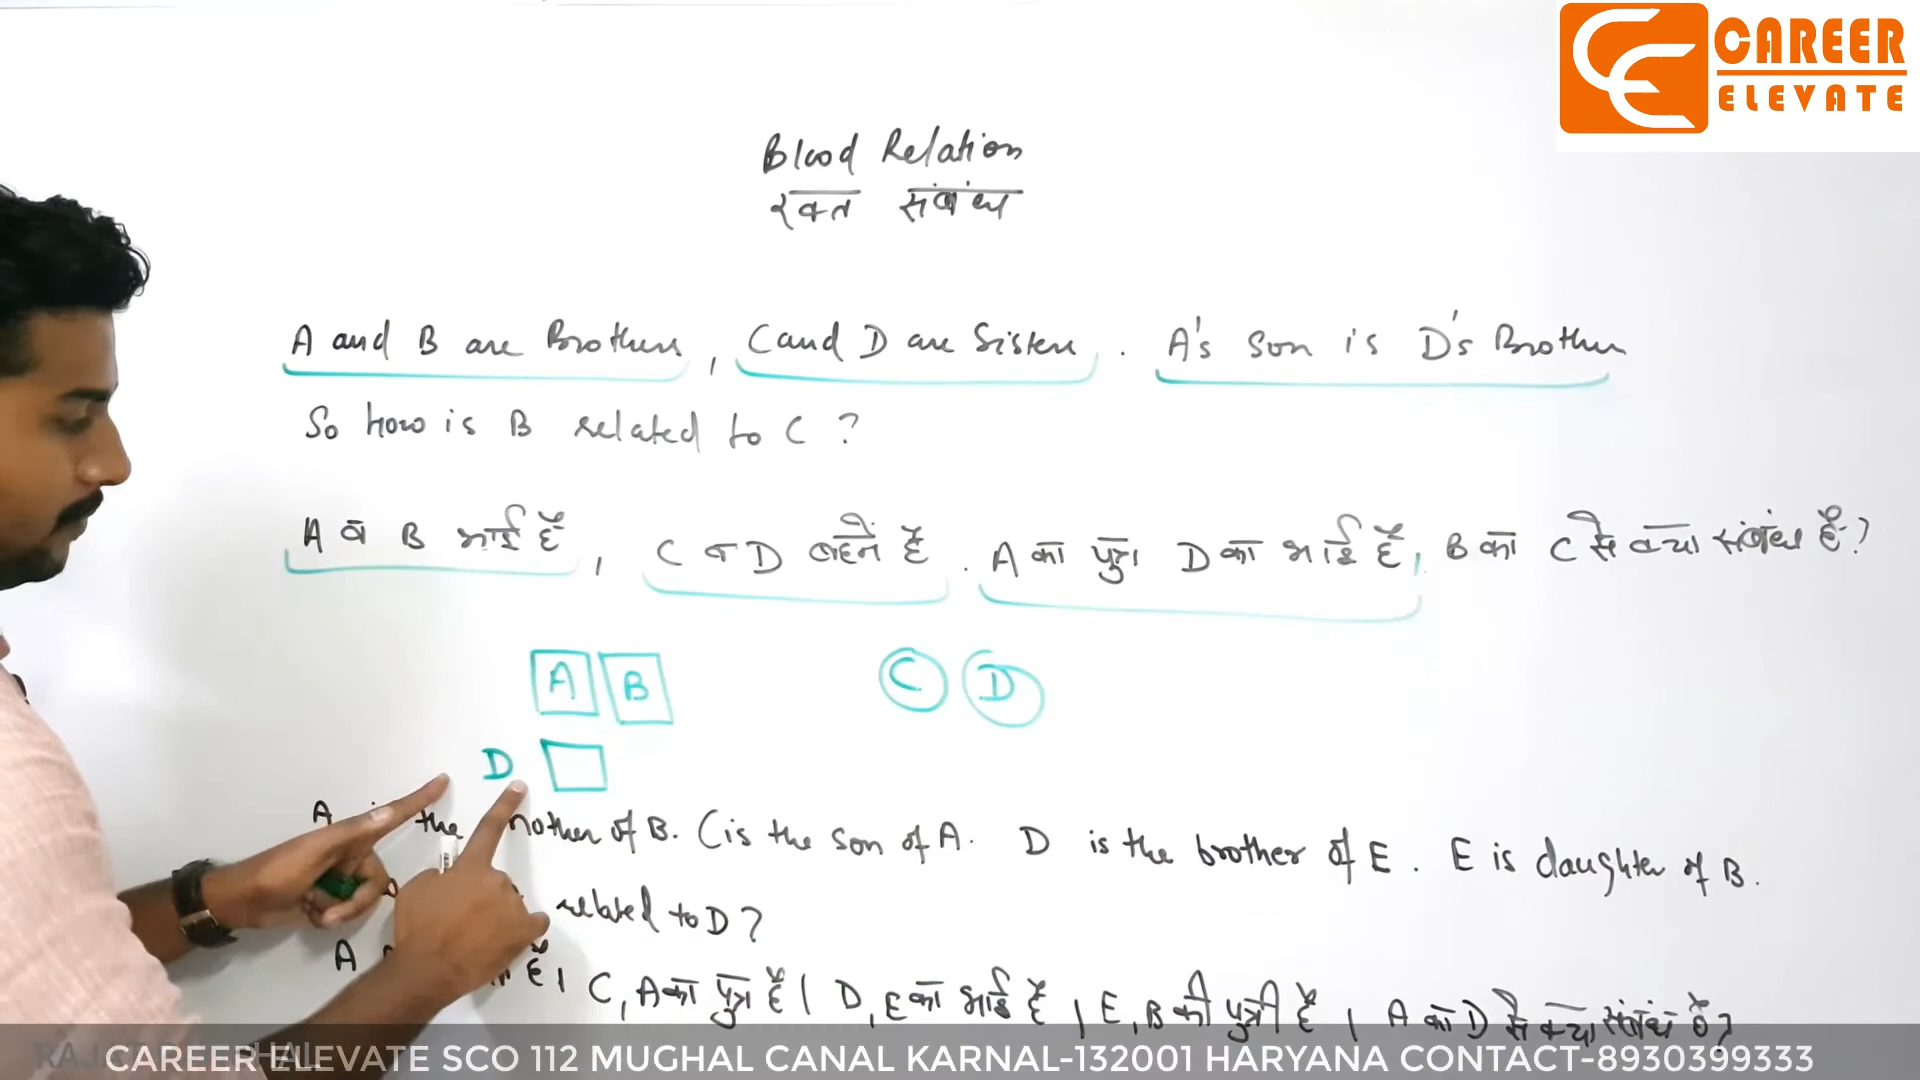 CAREER
ELEVATE
Blood Relation
रक्त संबंध
A and B are Brothers, C and D are Sisters. A's son is D's Brother
So how is B related to C ?
A व B भाई हैं, C व D बहनें हैं. A का पुत्र D का भाई है, B का C से क्या संबंध है?
A B C D
D
A the mother of B. C is the son of A. D is the brother of E. E is daughter of B.
related to D ?
A है। C, A का पुत्र है। D, E का भाई है, E, B की पुत्री है, A का D से क्या संबंध है?
CAREER ELEVATE SCO 112 MUGHAL CANAL KARNAL-132001 HARYANA CONTACT-8930399333